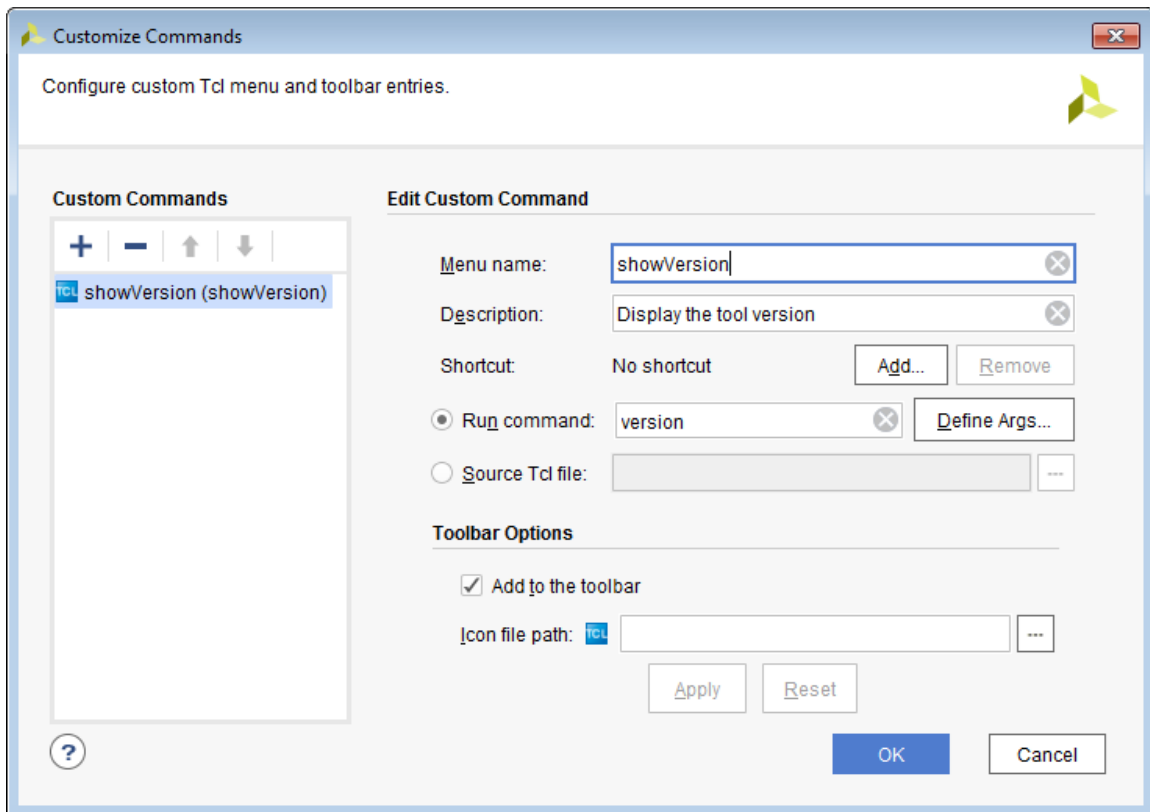 Customize Commands
Configure custom Tcl menu and toolbar entries.
Custom Commands
TCL showVersion (showVersion)
Edit Custom Command
Menu name: showVersion
Description: Display the tool version
Shortcut: No shortcut Add... Remove
Run command: version Define Args...
Source Tcl file: ...
Toolbar Options
Add to the toolbar
Icon file path: TCL ...
Apply Reset
? OK Cancel